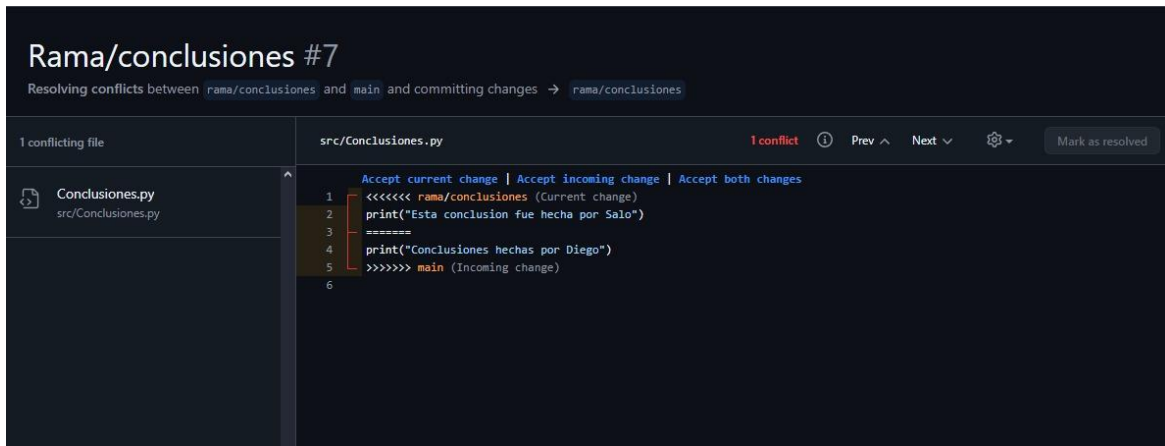 Rama/conclusiones #7
Resolving conflicts between rama/conclusiones and main and committing changes → rama/conclusiones
1 conflicting file
Conclusiones.py
src/Conclusiones.py
src/Conclusiones.py 1 conflict Prev Next Mark as resolved
Accept current change | Accept incoming change | Accept both changes
1 <<<<<<< rama/conclusiones (Current change)
2 print("Esta conclusion fue hecha por Salo")
3 =======
4 print("Conclusiones hechas por Diego")
5 >>>>>>> main (Incoming change)
6